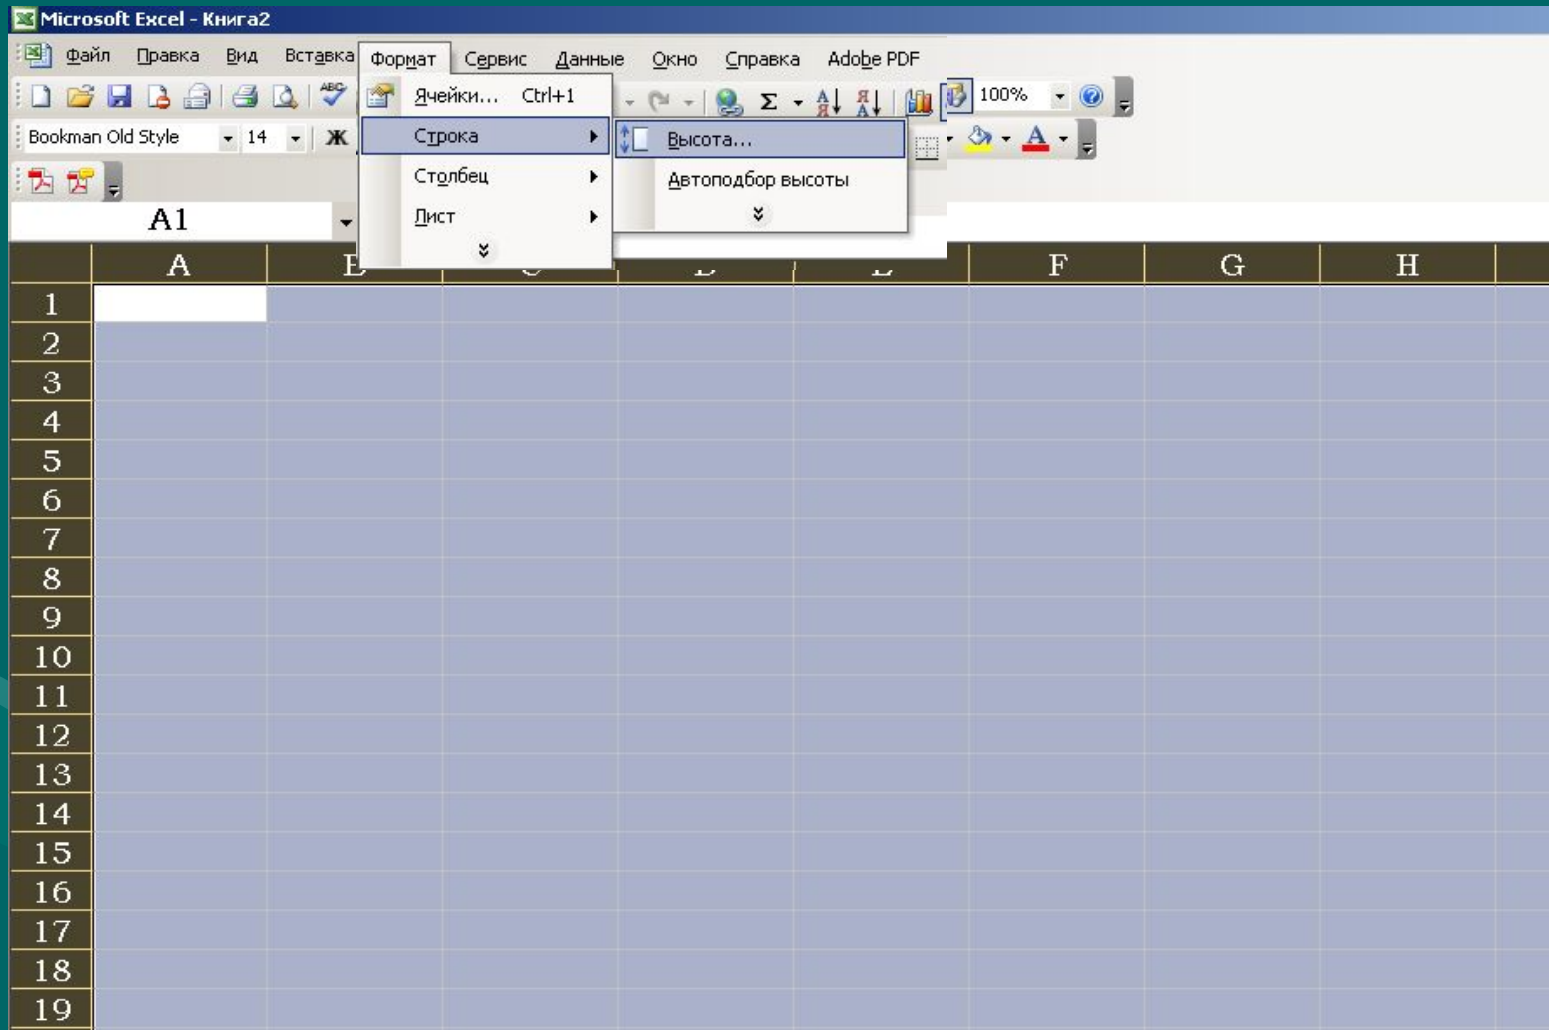 Microsoft Excel - Книга2
Файл Правка Вид Вставка Формат Сервис Данные Окно Справка Adobe PDF
Ячейки... Ctrl+1
100%
Bookman Old Style 14 Ж
Строка
Высота...
Столбец
Автоподбор высоты
Лист
A1
A F G H
1
2
3
4
5
6
7
8
9
10
11
12
13
14
15
16
17
18
19